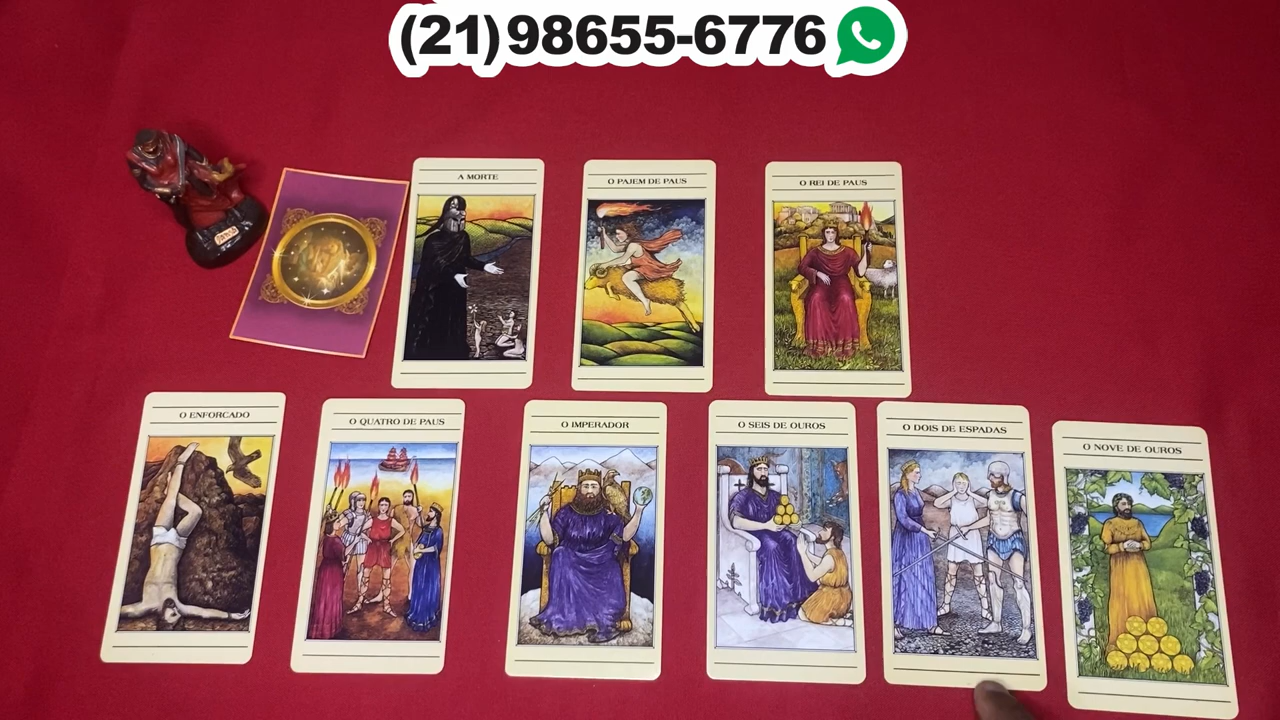 (21)98655-6776
A MORTE
O PAJEM DE PAUS
O REI DE PAUS
O ENFORCADO
O QUATRO DE PAUS
O IMPERADOR
O SEIS DE OUROS
O DOIS DE ESPADAS
O NOVE DE OUROS